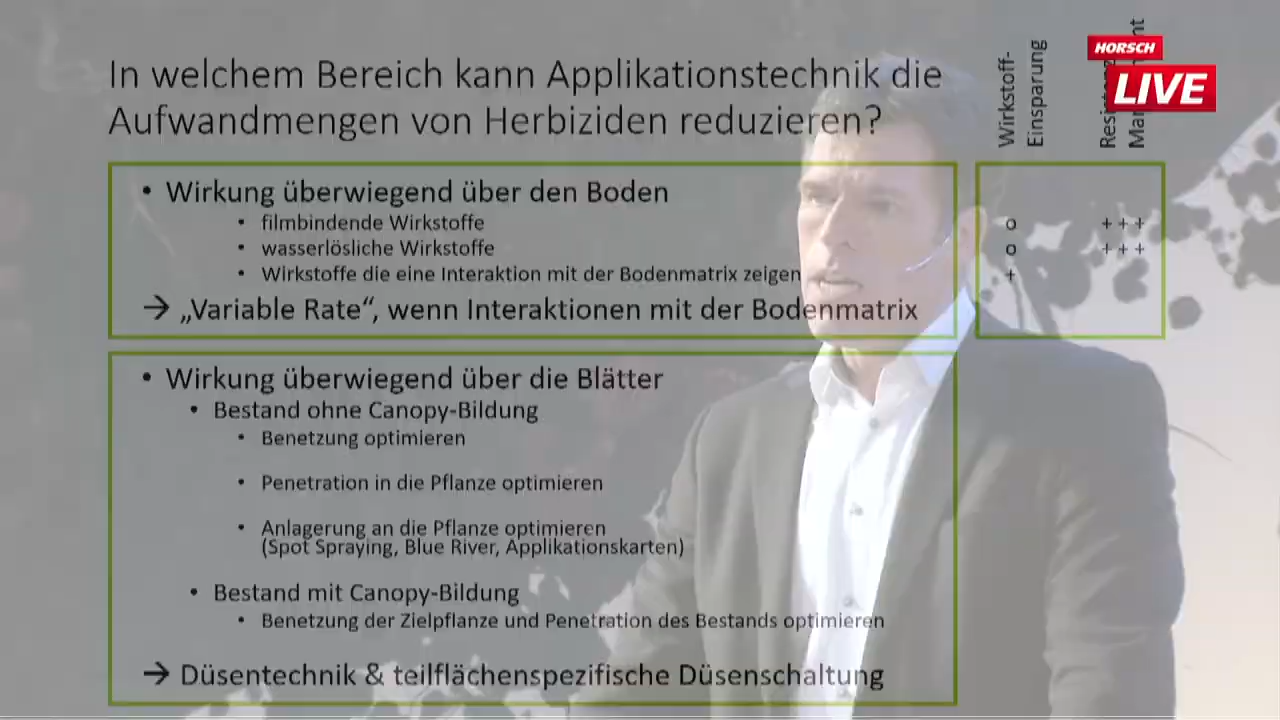 In welchem Bereich kann Applikationstechnik die
Aufwandmengen von Herbiziden reduzieren?
Wirkstoff-
Einsparung
HORSCH
LIVE
• Wirkung überwiegend über den Boden
• filmbindende Wirkstoffe o +++
• wasserlösliche Wirkstoffe o +++
• Wirkstoffe die eine Interaktion mit der Bodenmatrix zeigen +
→ „Variable Rate“, wenn Interaktionen mit der Bodenmatrix
• Wirkung überwiegend über die Blätter
• Bestand ohne Canopy-Bildung
• Benetzung optimieren
• Penetration in die Pflanze optimieren
• Anlagerung an die Pflanze optimieren
(Spot Spraying, Blue River, Applikationskarten)
• Bestand mit Canopy-Bildung
• Benetzung der Zielpflanze und Penetration des Bestands optimieren
→ Düsentechnik & teilflächenspezifische Düsenschaltung